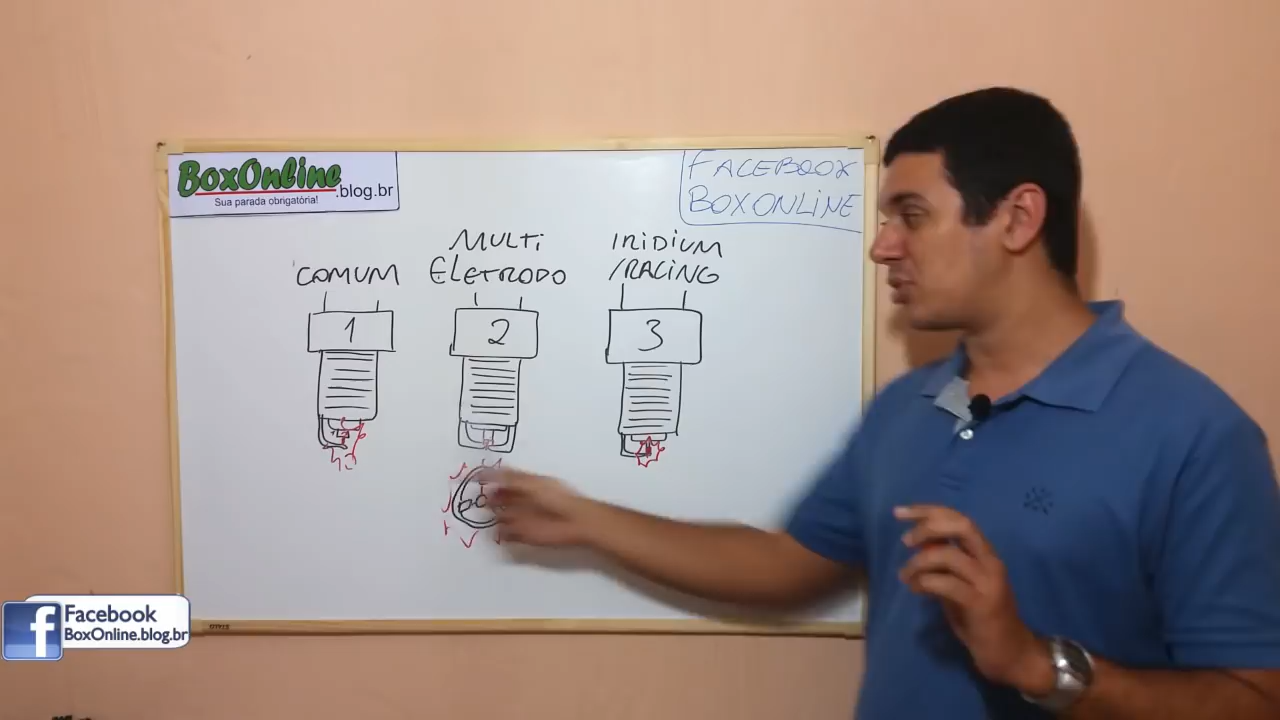 BoxOnline
.blog.br
Sua parada obrigatória!
FACEBOOK
BOXONLINE
COMUM
MULTI
ELETRODO
IRIDIUM
/RACING
1
2
3
Facebook
BoxOnline.blog.br